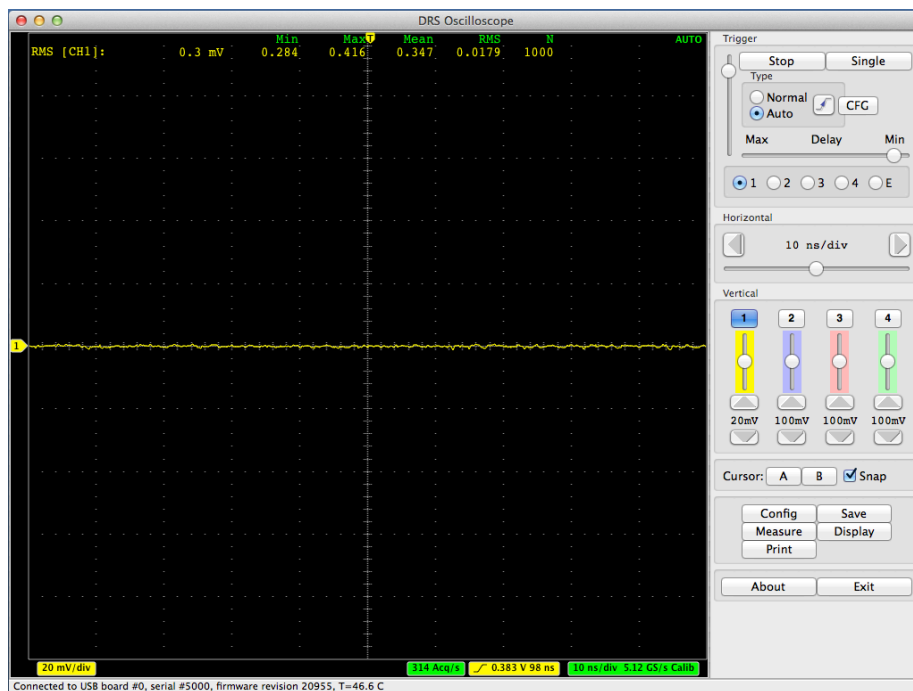 DRS Oscilloscope
Min Max T Mean RMS N AUTO
RMS [CH1]: 0.3 mV 0.284 0.416 0.347 0.0179 1000
1
20 mV/div 314 Acq/s 0.383 V 98 ns 10 ns/div 5.12 GS/s Calib
Trigger
Stop Single
Type
Normal
Auto
CFG
Max Delay Min
1 2 3 4 E
Horizontal
10 ns/div
Vertical
1 2 3 4
20mV 100mV 100mV 100mV
Cursor: A B Snap
Config Save
Measure Display
Print
About Exit
Connected to USB board #0, serial #5000, firmware revision 20955, T=46.6 C